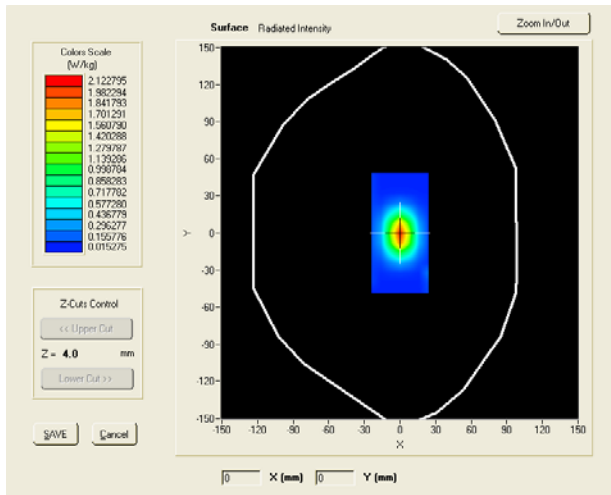 Surface Radiated Intensity
Zoom In/Out
Colors Scale
(W/kg)
2.122795
1.982294
1.841793
1.701291
1.560790
1.420288
1.279787
1.139286
0.998784
0.858283
0.717782
0.577280
0.436779
0.296277
0.155776
0.015275
Z-Cuts Control
<< Upper Cut
Z = 4.0 mm
Lower Cut >>
SAVE Cancel
150
120
90
60
30
0
-30
-60
-90
-120
-150
Y
-150 -120 -90 -60 -30 0 30 60 90 120 150
X
0 X (mm) 0 Y (mm)